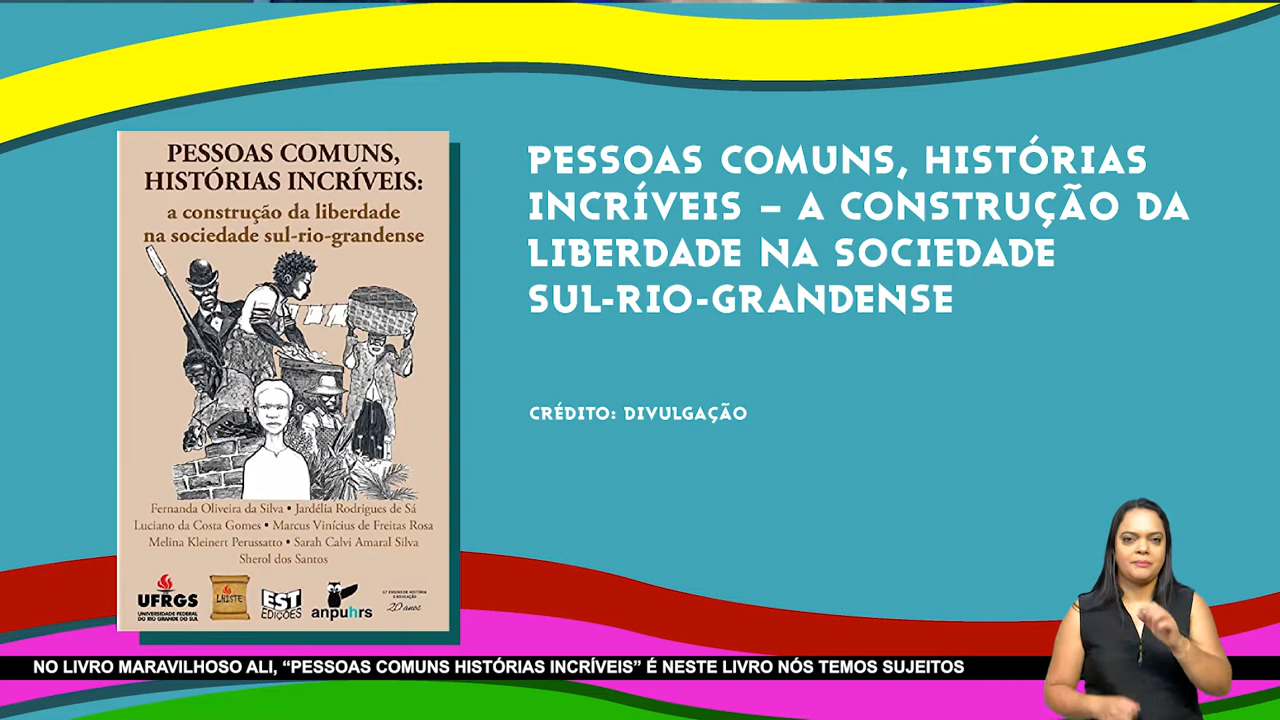 PESSOAS COMUNS,
HISTÓRIAS INCRÍVEIS:
a construção da liberdade
na sociedade sul-rio-grandense
Fernanda Oliveira da Silva • Jardélia Rodrigues de Sá
Luciano da Costa Gomes • Marcus Vinícius de Freitas Rosa
Melina Kleinert Perussatto • Sarah Calvi Amaral Silva
Sherol dos Santos
UFRGS
UNIVERSIDADE FEDERAL
DO RIO GRANDE DO SUL
LHISTE
EST
EDIÇÕES
anpuhrs
20 anos
PESSOAS COMUNS, HISTÓRIAS
INCRÍVEIS – A CONSTRUÇÃO DA
LIBERDADE NA SOCIEDADE
SUL-RIO-GRANDENSE
CRÉDITO: DIVULGAÇÃO
NO LIVRO MARAVILHOSO ALI, “PESSOAS COMUNS HISTÓRIAS INCRÍVEIS” É NESTE LIVRO NÓS TEMOS SUJEITOS